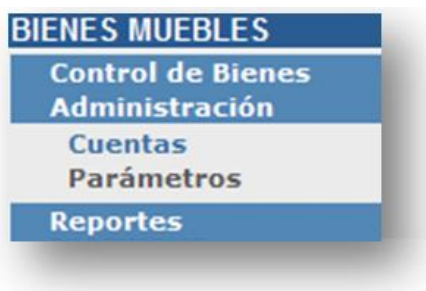 BIENES MUEBLES
Control de Bienes
Administración
Cuentas
Parámetros
Reportes